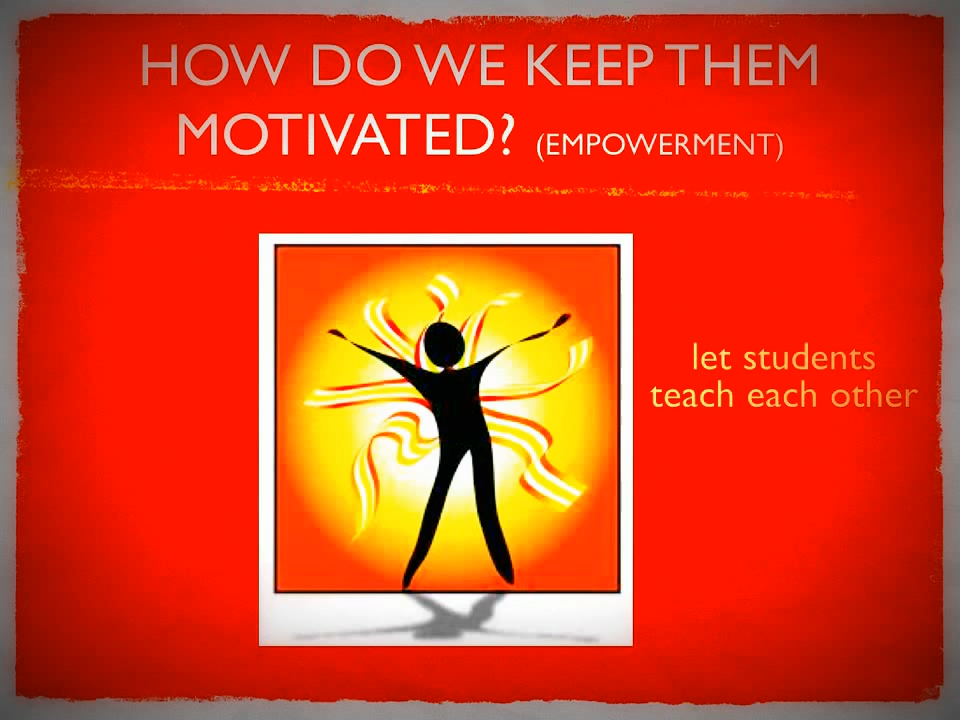 HOW DO WE KEEP THEM
MOTIVATED? (EMPOWERMENT)
let students
teach each other